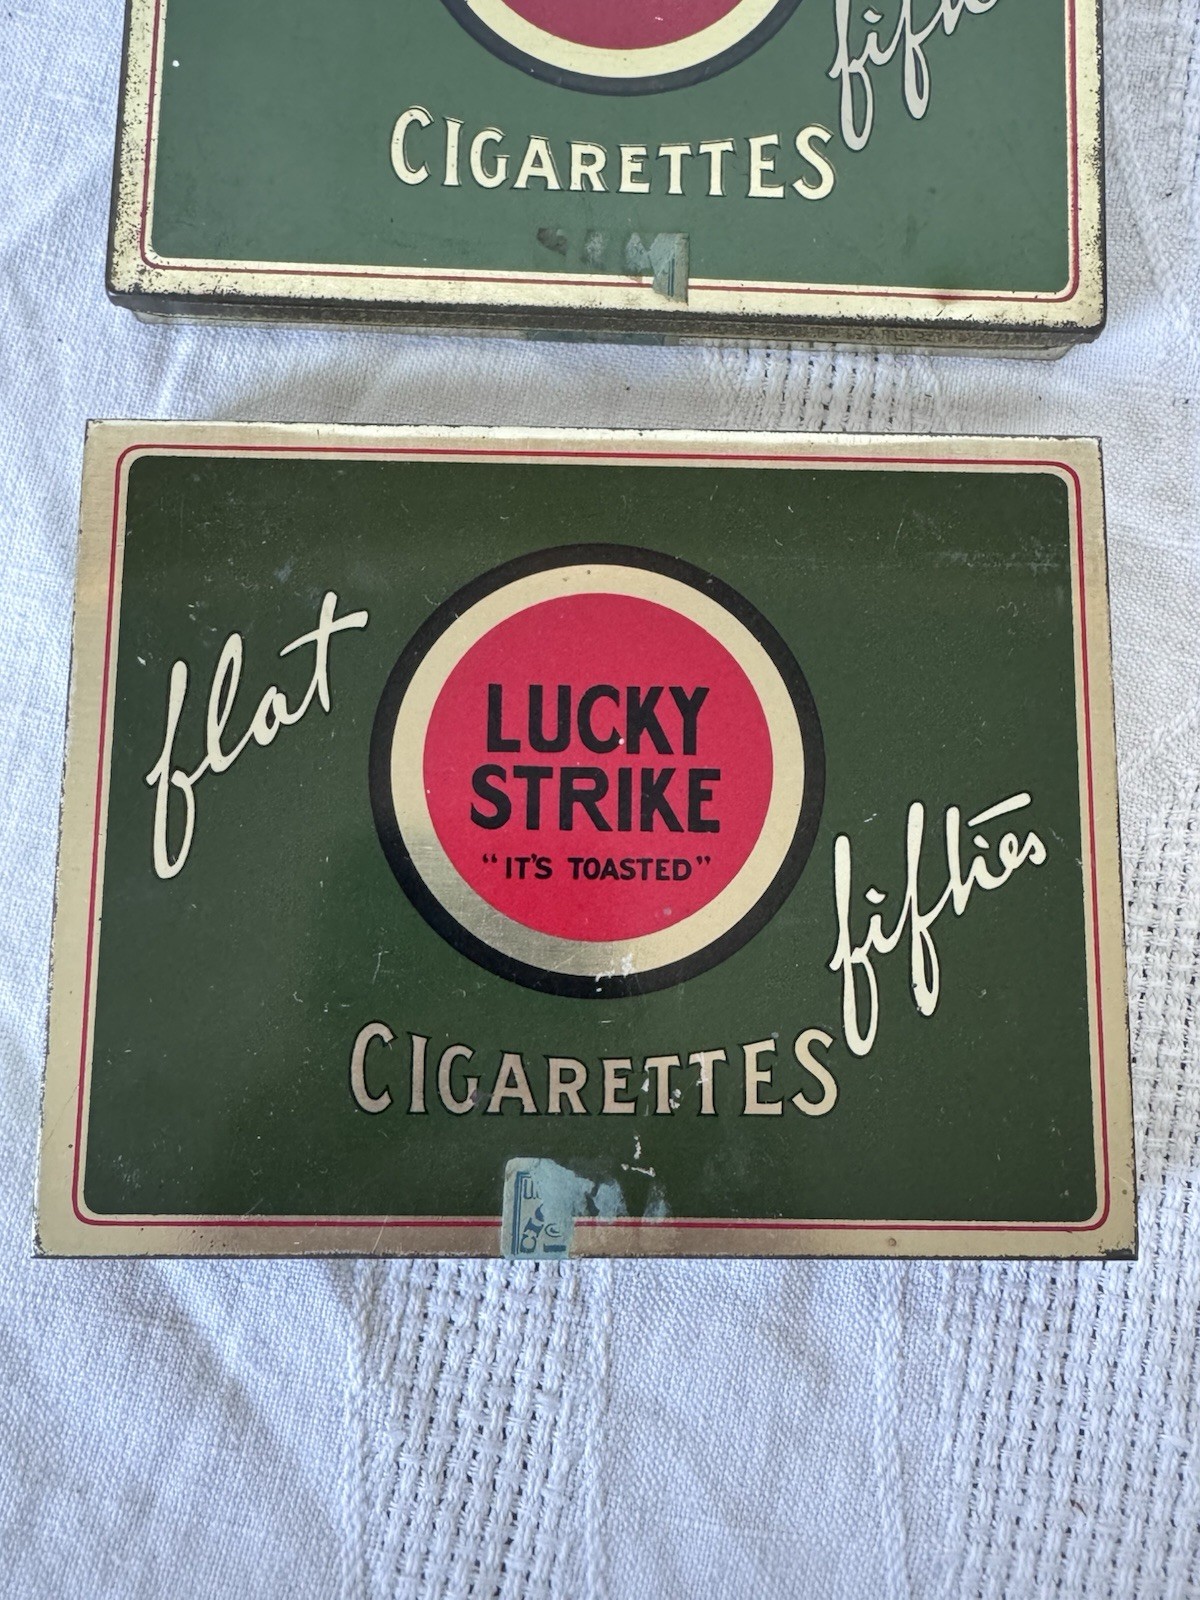 CIGARETTES
flat
LUCKY
STRIKE
"IT'S TOASTED"
fifties
CIGARETTES